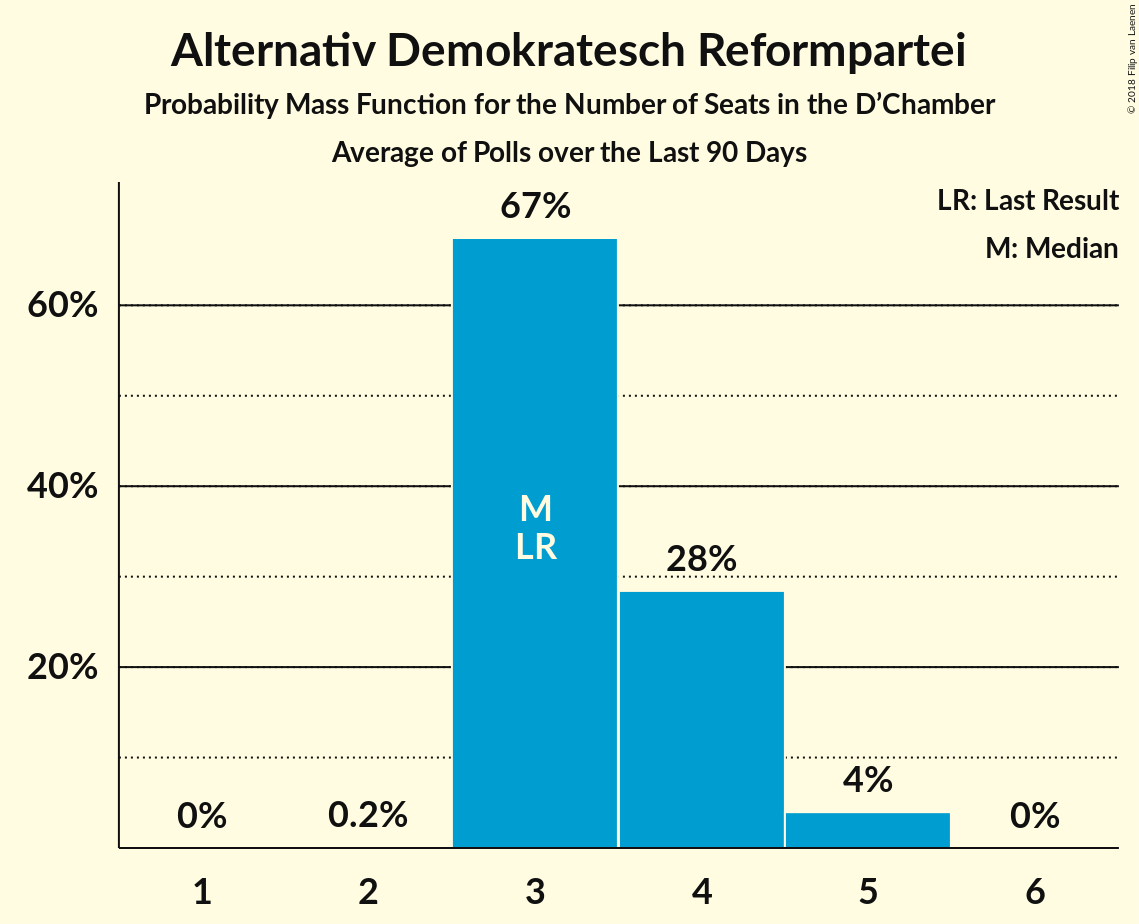 Alternativ Demokratesch Reformpartei
Probability Mass Function for the Number of Seats in the D’Chamber
Average of Polls over the Last 90 Days
© 2018 Filip van Laenen
LR: Last Result
M: Median
67%
60%
40%
M
LR
28%
20%
4%
0%
0.2%
0%
1
2
3
4
5
6